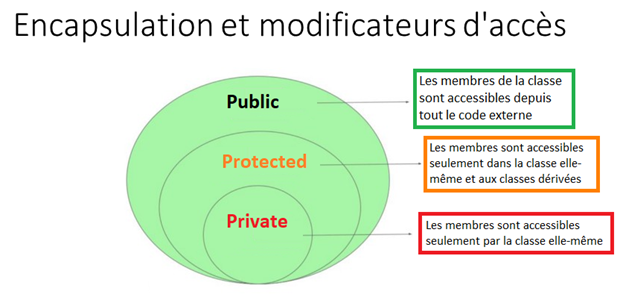 Encapsulation et modificateurs d'accès
Public
Les membres de la classe
sont accessibles depuis
tout le code externe
Protected
Les membres sont accessibles
seulement dans la classe elle-
même et aux classes dérivées
Private
Les membres sont accessibles
seulement par la classe elle-même